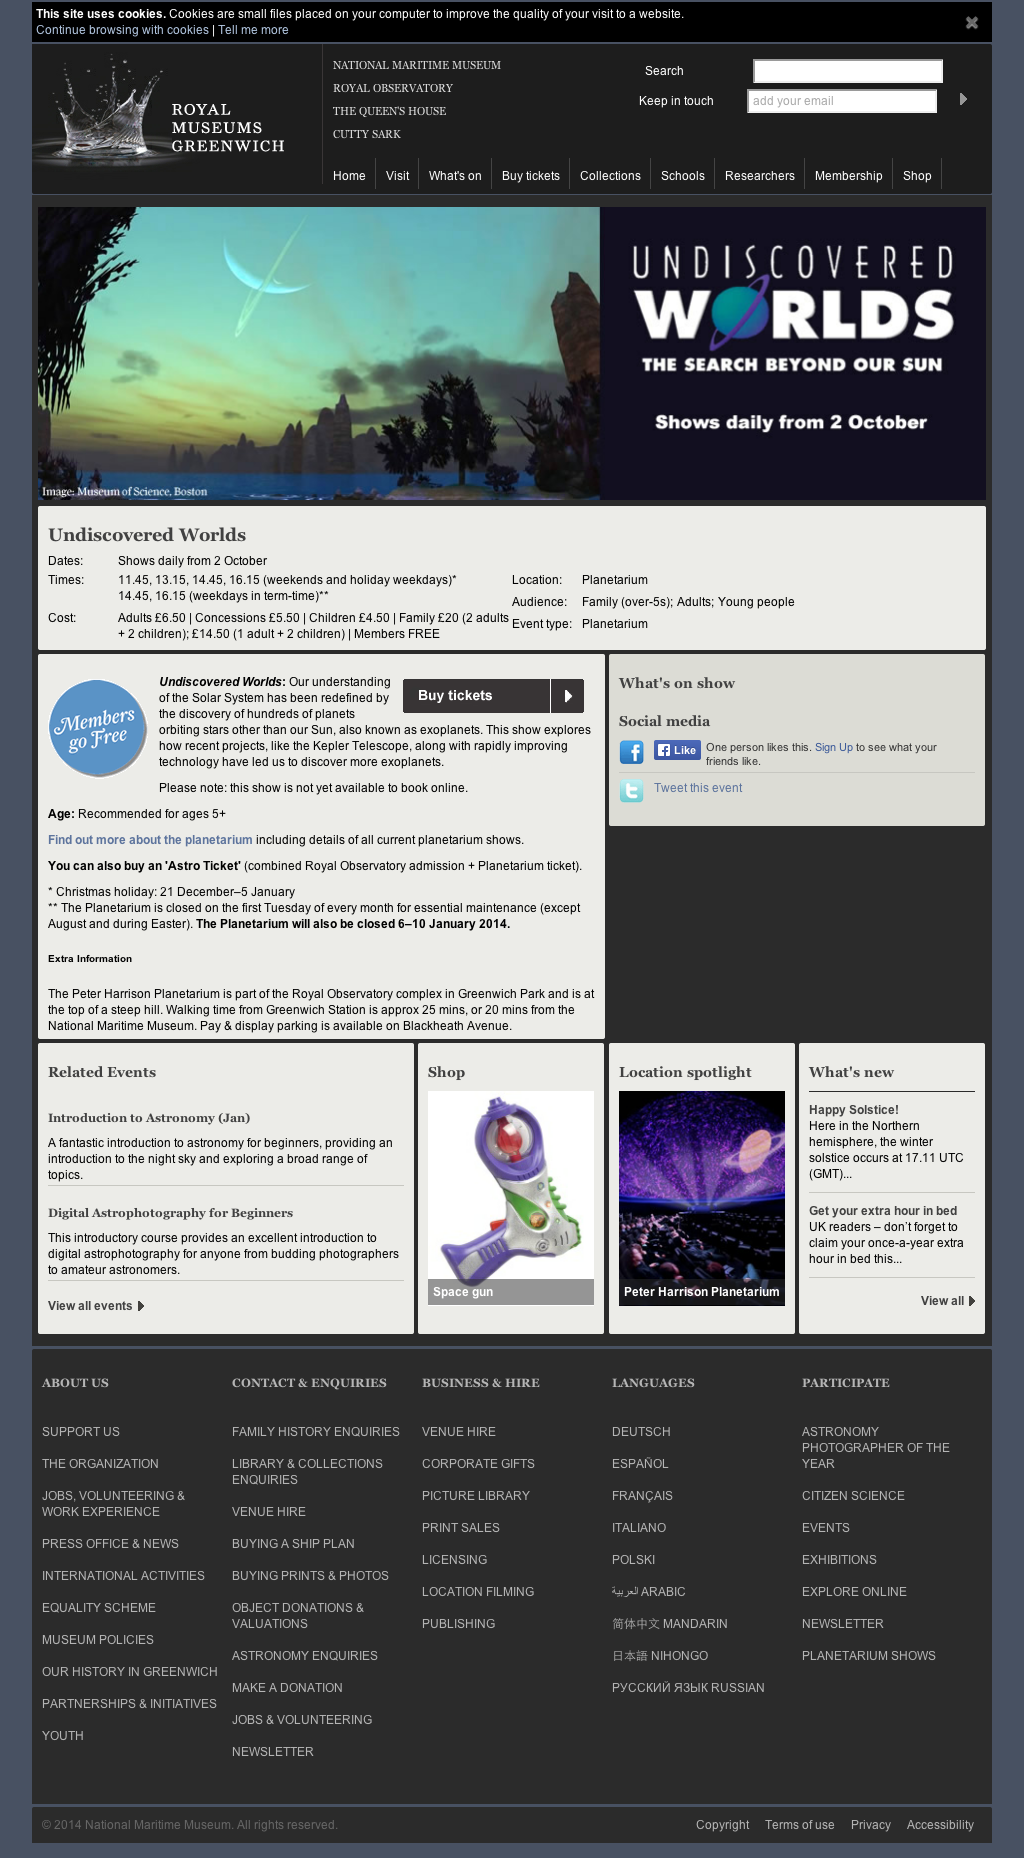 This site uses cookies. Cookies are small files placed on your computer to improve the quality of your visit to a website.
Continue browsing with cookies | Tell me more
ROYAL
MUSEUMS
GREENWICH
NATIONAL MARITIME MUSEUM
ROYAL OBSERVATORY
THE QUEEN'S HOUSE
CUTTY SARK
Search
Keep in touch
add your email
Home Visit What's on Buy tickets Collections Schools Researchers Membership Shop
UNDISCOVERED
WORLDS
THE SEARCH BEYOND OUR SUN
Shows daily from 2 October
Image: Museum of Science, Boston
Undiscovered Worlds
Dates: Shows daily from 2 October
Times: 11.45, 13.15, 14.45, 16.15 (weekends and holiday weekdays)*
14.45, 16.15 (weekdays in term-time)**
Cost: Adults £6.50 | Concessions £5.50 | Children £4.50 | Family £20 (2 adults
+ 2 children); £14.50 (1 adult + 2 children) | Members FREE
Location: Planetarium
Audience: Family (over-5s); Adults; Young people
Event type: Planetarium
Members
go Free
Undiscovered Worlds: Our understanding
of the Solar System has been redefined by
the discovery of hundreds of planets
orbiting stars other than our Sun, also known as exoplanets. This show explores
how recent projects, like the Kepler Telescope, along with rapidly improving
technology have led us to discover more exoplanets.
Buy tickets
Please note: this show is not yet available to book online.
Age: Recommended for ages 5+
Find out more about the planetarium including details of all current planetarium shows.
You can also buy an 'Astro Ticket' (combined Royal Observatory admission + Planetarium ticket).
* Christmas holiday: 21 December–5 January
** The Planetarium is closed on the first Tuesday of every month for essential maintenance (except
August and during Easter). The Planetarium will also be closed 6–10 January 2014.
Extra Information
The Peter Harrison Planetarium is part of the Royal Observatory complex in Greenwich Park and is at
the top of a steep hill. Walking time from Greenwich Station is approx 25 mins, or 20 mins from the
National Maritime Museum. Pay & display parking is available on Blackheath Avenue.
What's on show
Social media
Like
One person likes this. Sign Up to see what your
friends like.
Tweet this event
Related Events
Introduction to Astronomy (Jan)
A fantastic introduction to astronomy for beginners, providing an
introduction to the night sky and exploring a broad range of
topics.
Digital Astrophotography for Beginners
This introductory course provides an excellent introduction to
digital astrophotography for anyone from budding photographers
to amateur astronomers.
View all events
Shop
Space gun
Location spotlight
Peter Harrison Planetarium
What's new
Happy Solstice!
Here in the Northern
hemisphere, the winter
solstice occurs at 17.11 UTC
(GMT)...
Get your extra hour in bed
UK readers – don't forget to
claim your once-a-year extra
hour in bed this...
View all
ABOUT US
SUPPORT US
THE ORGANIZATION
JOBS, VOLUNTEERING &
WORK EXPERIENCE
PRESS OFFICE & NEWS
INTERNATIONAL ACTIVITIES
EQUALITY SCHEME
MUSEUM POLICIES
OUR HISTORY IN GREENWICH
PARTNERSHIPS & INITIATIVES
YOUTH
CONTACT & ENQUIRIES
FAMILY HISTORY ENQUIRIES
LIBRARY & COLLECTIONS
ENQUIRIES
VENUE HIRE
BUYING A SHIP PLAN
BUYING PRINTS & PHOTOS
OBJECT DONATIONS &
VALUATIONS
ASTRONOMY ENQUIRIES
MAKE A DONATION
JOBS & VOLUNTEERING
NEWSLETTER
BUSINESS & HIRE
VENUE HIRE
CORPORATE GIFTS
PICTURE LIBRARY
PRINT SALES
LICENSING
LOCATION FILMING
PUBLISHING
LANGUAGES
DEUTSCH
ESPAÑOL
FRANÇAIS
ITALIANO
POLSKI
العربية ARABIC
简体中文 MANDARIN
日本語 NIHONGO
РУССКИЙ ЯЗЫК RUSSIAN
PARTICIPATE
ASTRONOMY
PHOTOGRAPHER OF THE
YEAR
CITIZEN SCIENCE
EVENTS
EXHIBITIONS
EXPLORE ONLINE
NEWSLETTER
PLANETARIUM SHOWS
© 2014 National Maritime Museum. All rights reserved.
Copyright Terms of use Privacy Accessibility